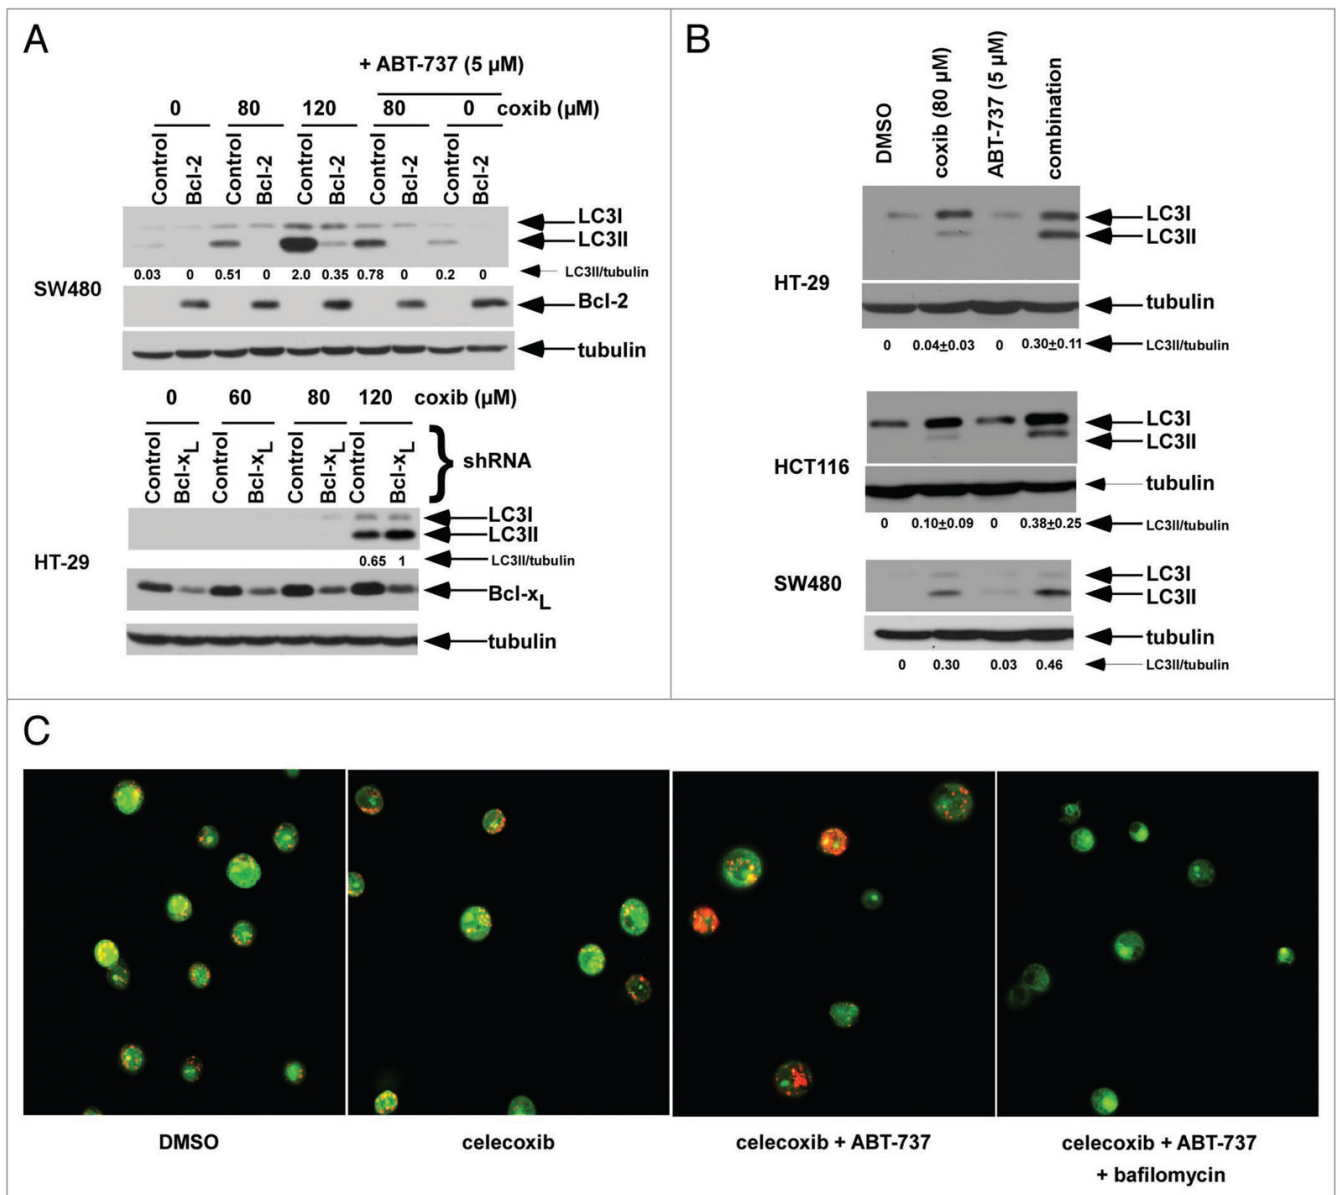 A
+ ABT-737 (5 µM)
0 80 120 80 0 coxib (µM)
Control Bcl-2 Control Bcl-2 Control Bcl-2 Control Bcl-2 Control Bcl-2
LC3I
LC3II
0.03 0 0.51 0 2.0 0.35 0.78 0 0.2 0 LC3II/tubulin
SW480
Bcl-2
tubulin
0 60 80 120 coxib (µM)
Control Bcl-xL Control Bcl-xL Control Bcl-xL Control Bcl-xL
} shRNA
LC3I
LC3II
0.65 1 LC3II/tubulin
HT-29
Bcl-xL
tubulin
B
DMSO coxib (80 µM) ABT-737 (5 µM) combination
LC3I
LC3II
HT-29
tubulin
0 0.04±0.03 0 0.30±0.11 LC3II/tubulin
LC3I
LC3II
HCT116
tubulin
0 0.10±0.09 0 0.38±0.25 LC3II/tubulin
LC3I
SW480
LC3II
tubulin
0 0.30 0.03 0.46 LC3II/tubulin
C
DMSO celecoxib celecoxib + ABT-737 celecoxib + ABT-737
+ bafilomycin